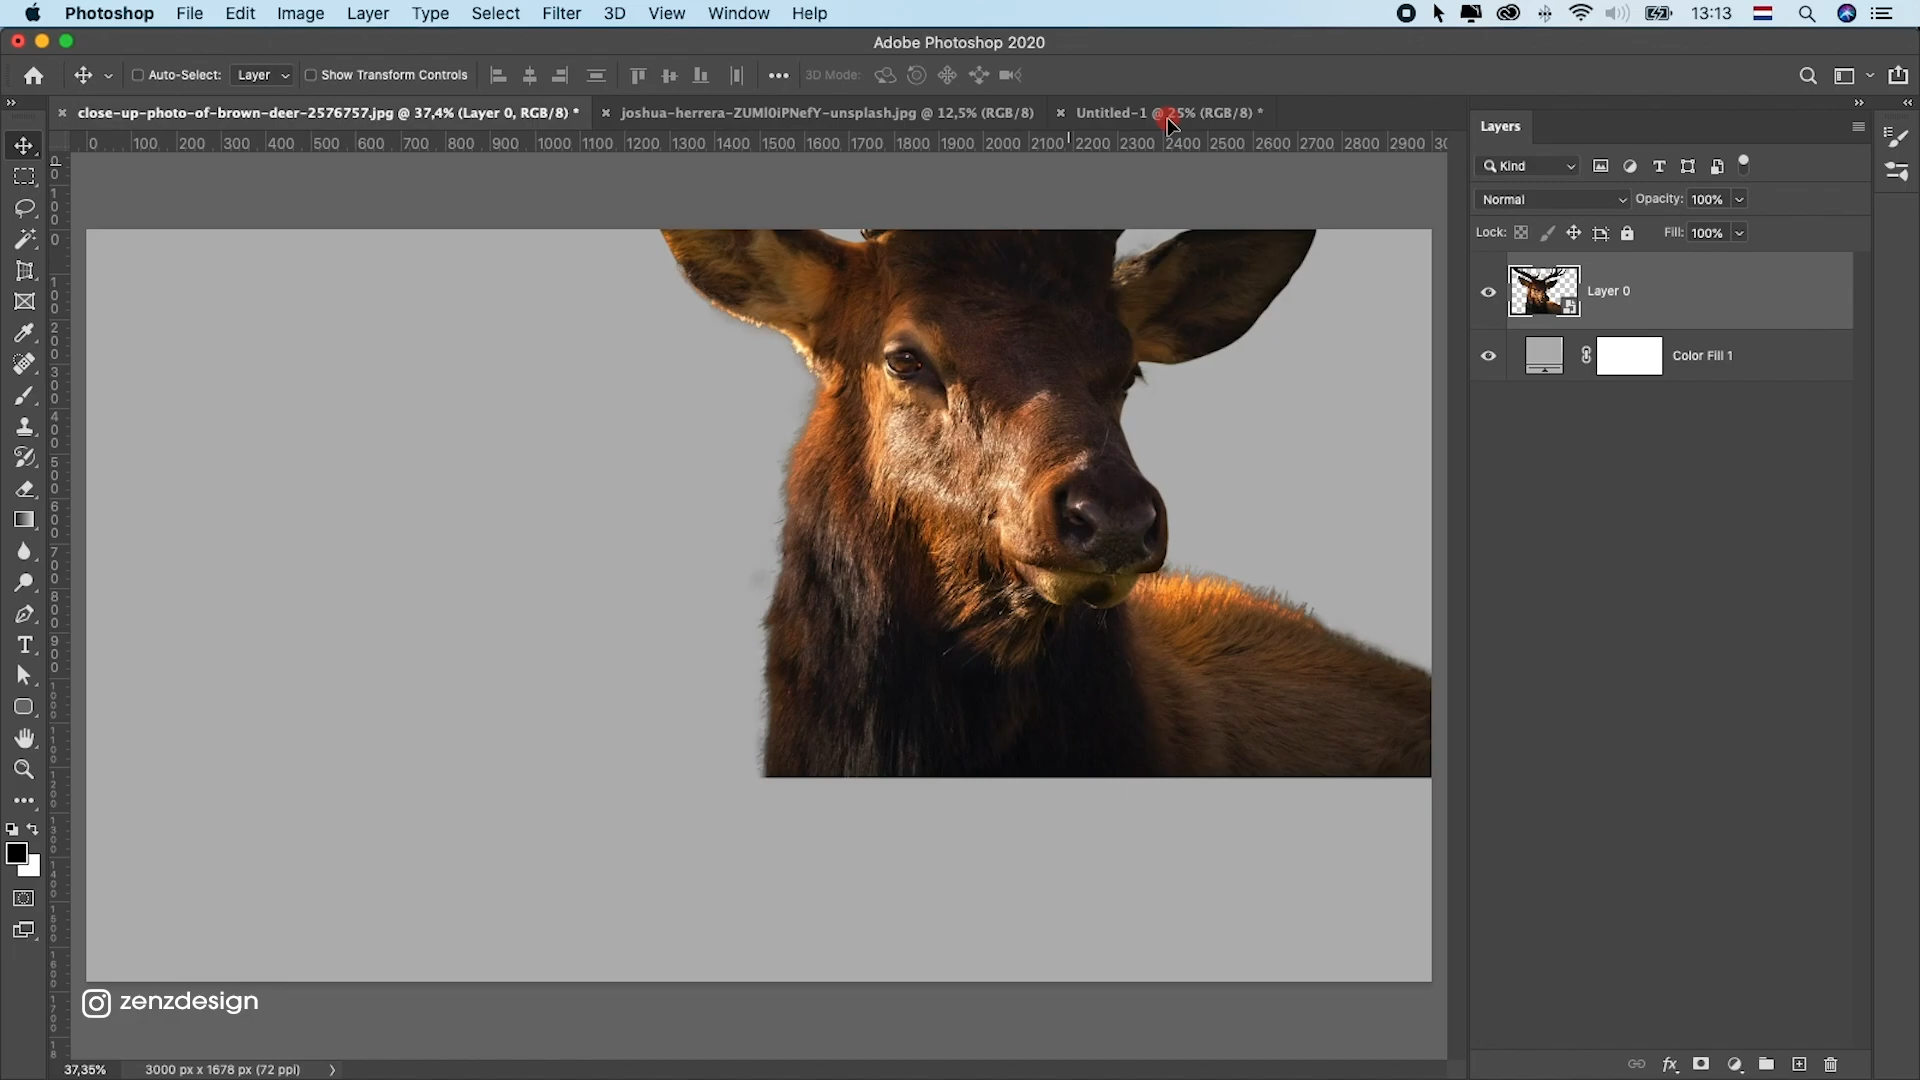 Photoshop File Edit Image Layer Type Select Filter 3D View Window Help 13:13
Adobe Photoshop 2020
Auto-Select: Layer Show Transform Controls 3D Mode:
close-up-photo-of-brown-deer-2576757.jpg @ 37,4% (Layer 0, RGB/8) * joshua-herrera-ZUMl0iPNefY-unsplash.jpg @ 12,5% (RGB/8) Untitled-1 @ 25% (RGB/8) *
0 100 200 300 400 500 600 700 800 900 1000 1100 1200 1300 1400 1500 1600 1700 1800 1900 2000 2100 2200 2300 2400 2500 2600 2700 2800 2900 30
Layers
Kind
Normal Opacity: 100%
Lock: Fill: 100%
Layer 0
Color Fill 1
zenzdesign
37,35% 3000 px x 1678 px (72 ppi)